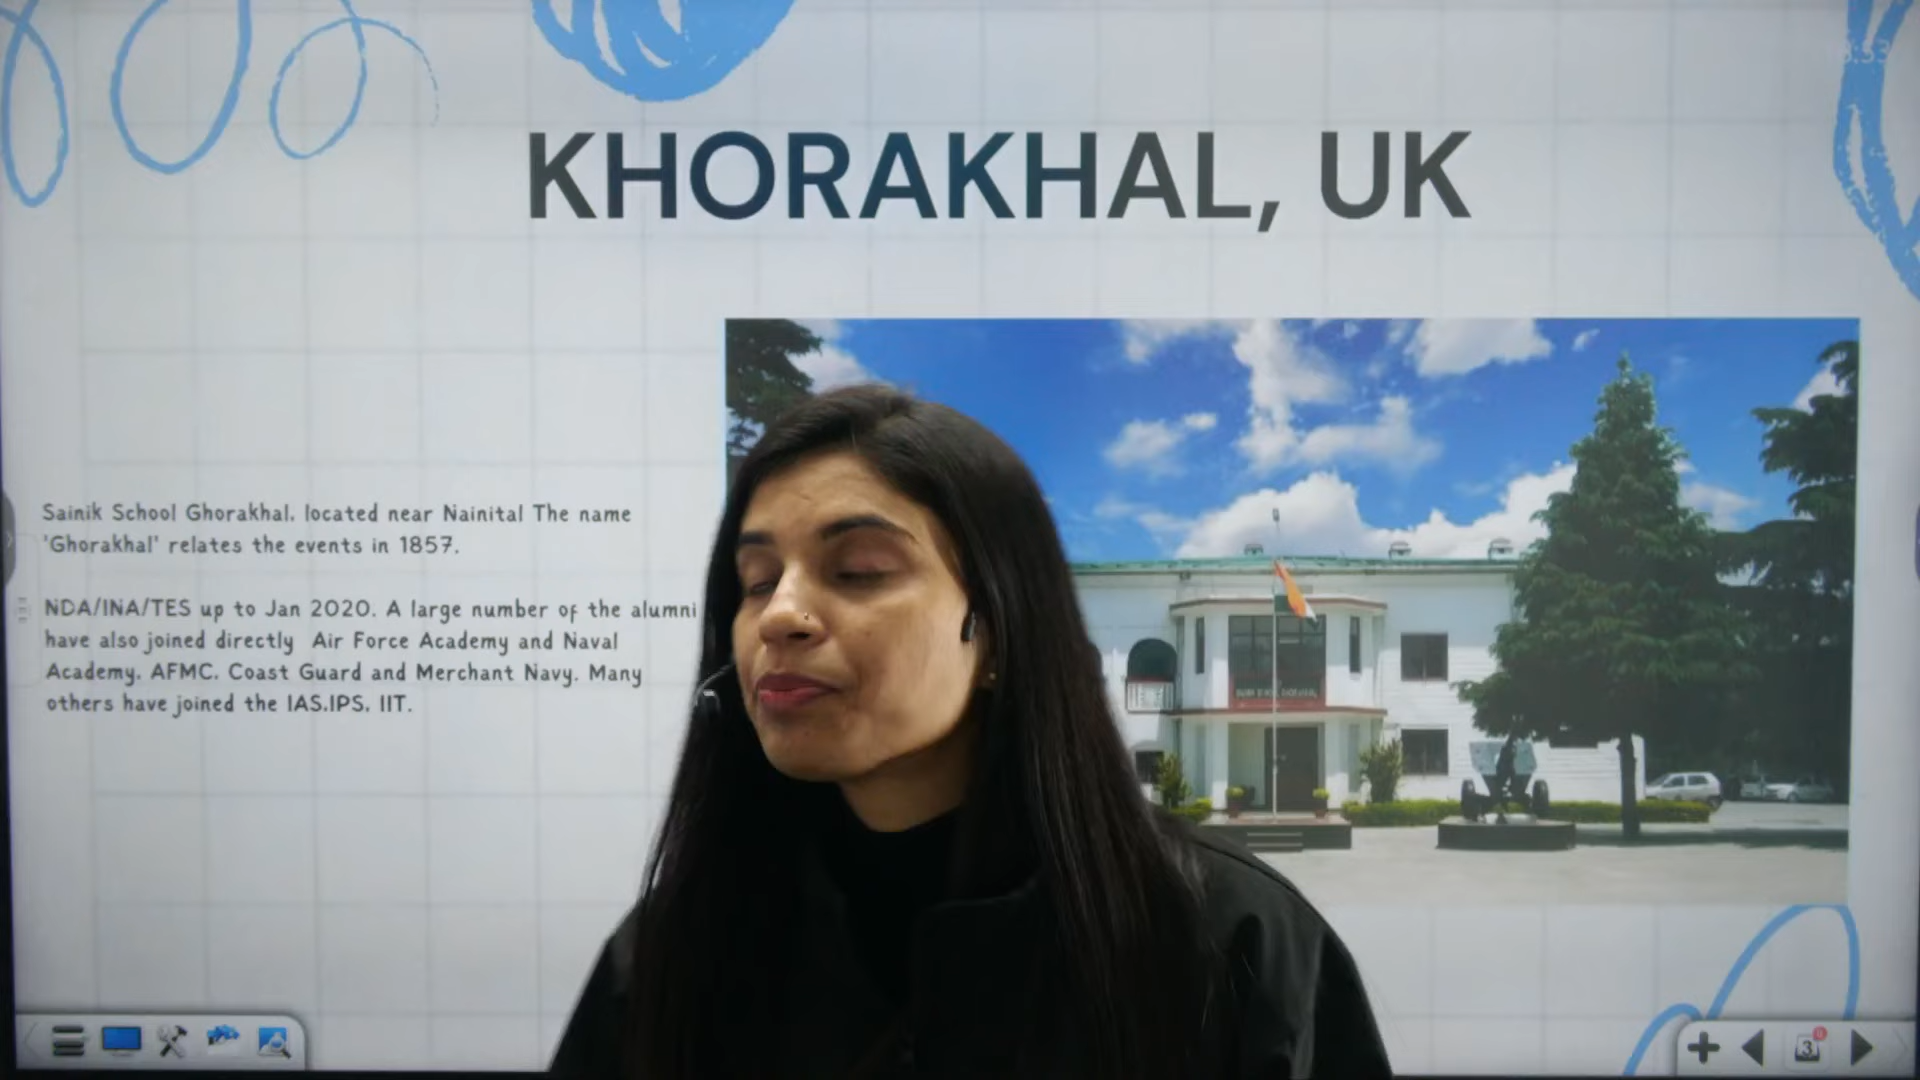 KHORAKHAL, UK
Sainik School Ghorakhal, located near Nainital The name
'Ghorakhal' relates the events in 1857.
NDA/INA/TES up to Jan 2020. A large number of the alumni
have also joined directly Air Force Academy and Naval
Academy. AFMC. Coast Guard and Merchant Navy. Many
others have joined the IAS.IPS. IIT.
3